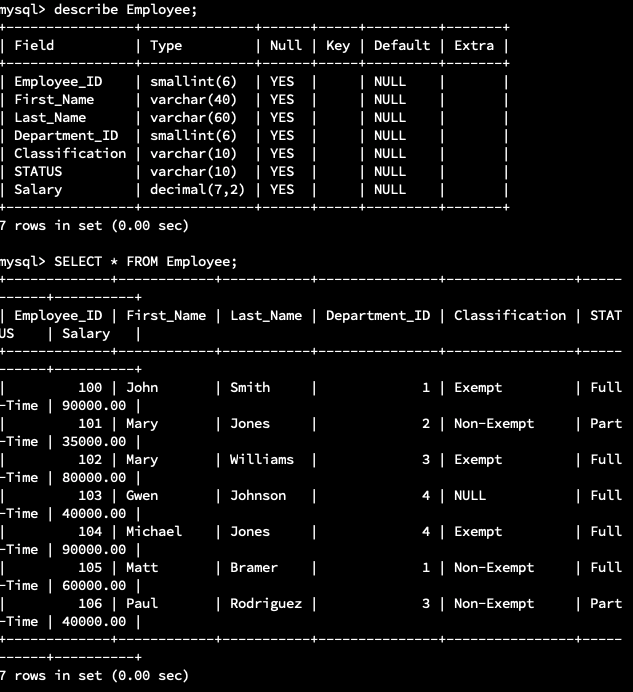 mysql> describe Employee;
+----------------+--------------+------+-----+---------+-------+
| Field          | Type         | Null | Key | Default | Extra |
+----------------+--------------+------+-----+---------+-------+
| Employee_ID    | smallint(6)  | YES  |     | NULL    |       |
| First_Name     | varchar(40)  | YES  |     | NULL    |       |
| Last_Name      | varchar(60)  | YES  |     | NULL    |       |
| Department_ID  | smallint(6)  | YES  |     | NULL    |       |
| Classification | varchar(10)  | YES  |     | NULL    |       |
| STATUS         | varchar(10)  | YES  |     | NULL    |       |
| Salary         | decimal(7,2) | YES  |     | NULL    |       |
+----------------+--------------+------+-----+---------+-------+
7 rows in set (0.00 sec)
mysql> SELECT * FROM Employee;
+-------------+------------+-----------+---------------+----------------+-----
------+----------+
| Employee_ID | First_Name | Last_Name | Department_ID | Classification | STAT
US    | Salary   |
+-------------+------------+-----------+---------------+----------------+-----
------+----------+
|         100 | John       | Smith     |             1 | Exempt         | Full
-Time | 90000.00 |
|         101 | Mary       | Jones     |             2 | Non-Exempt     | Part
-Time | 35000.00 |
|         102 | Mary       | Williams  |             3 | Exempt         | Full
-Time | 80000.00 |
|         103 | Gwen       | Johnson   |             4 | NULL           | Full
-Time | 40000.00 |
|         104 | Michael    | Jones     |             4 | Exempt         | Full
-Time | 90000.00 |
|         105 | Matt       | Bramer    |             1 | Non-Exempt     | Full
-Time | 60000.00 |
|         106 | Paul       | Rodriguez |             3 | Non-Exempt     | Part
-Time | 40000.00 |
+-------------+------------+-----------+---------------+----------------+-----
------+----------+
7 rows in set (0.00 sec)